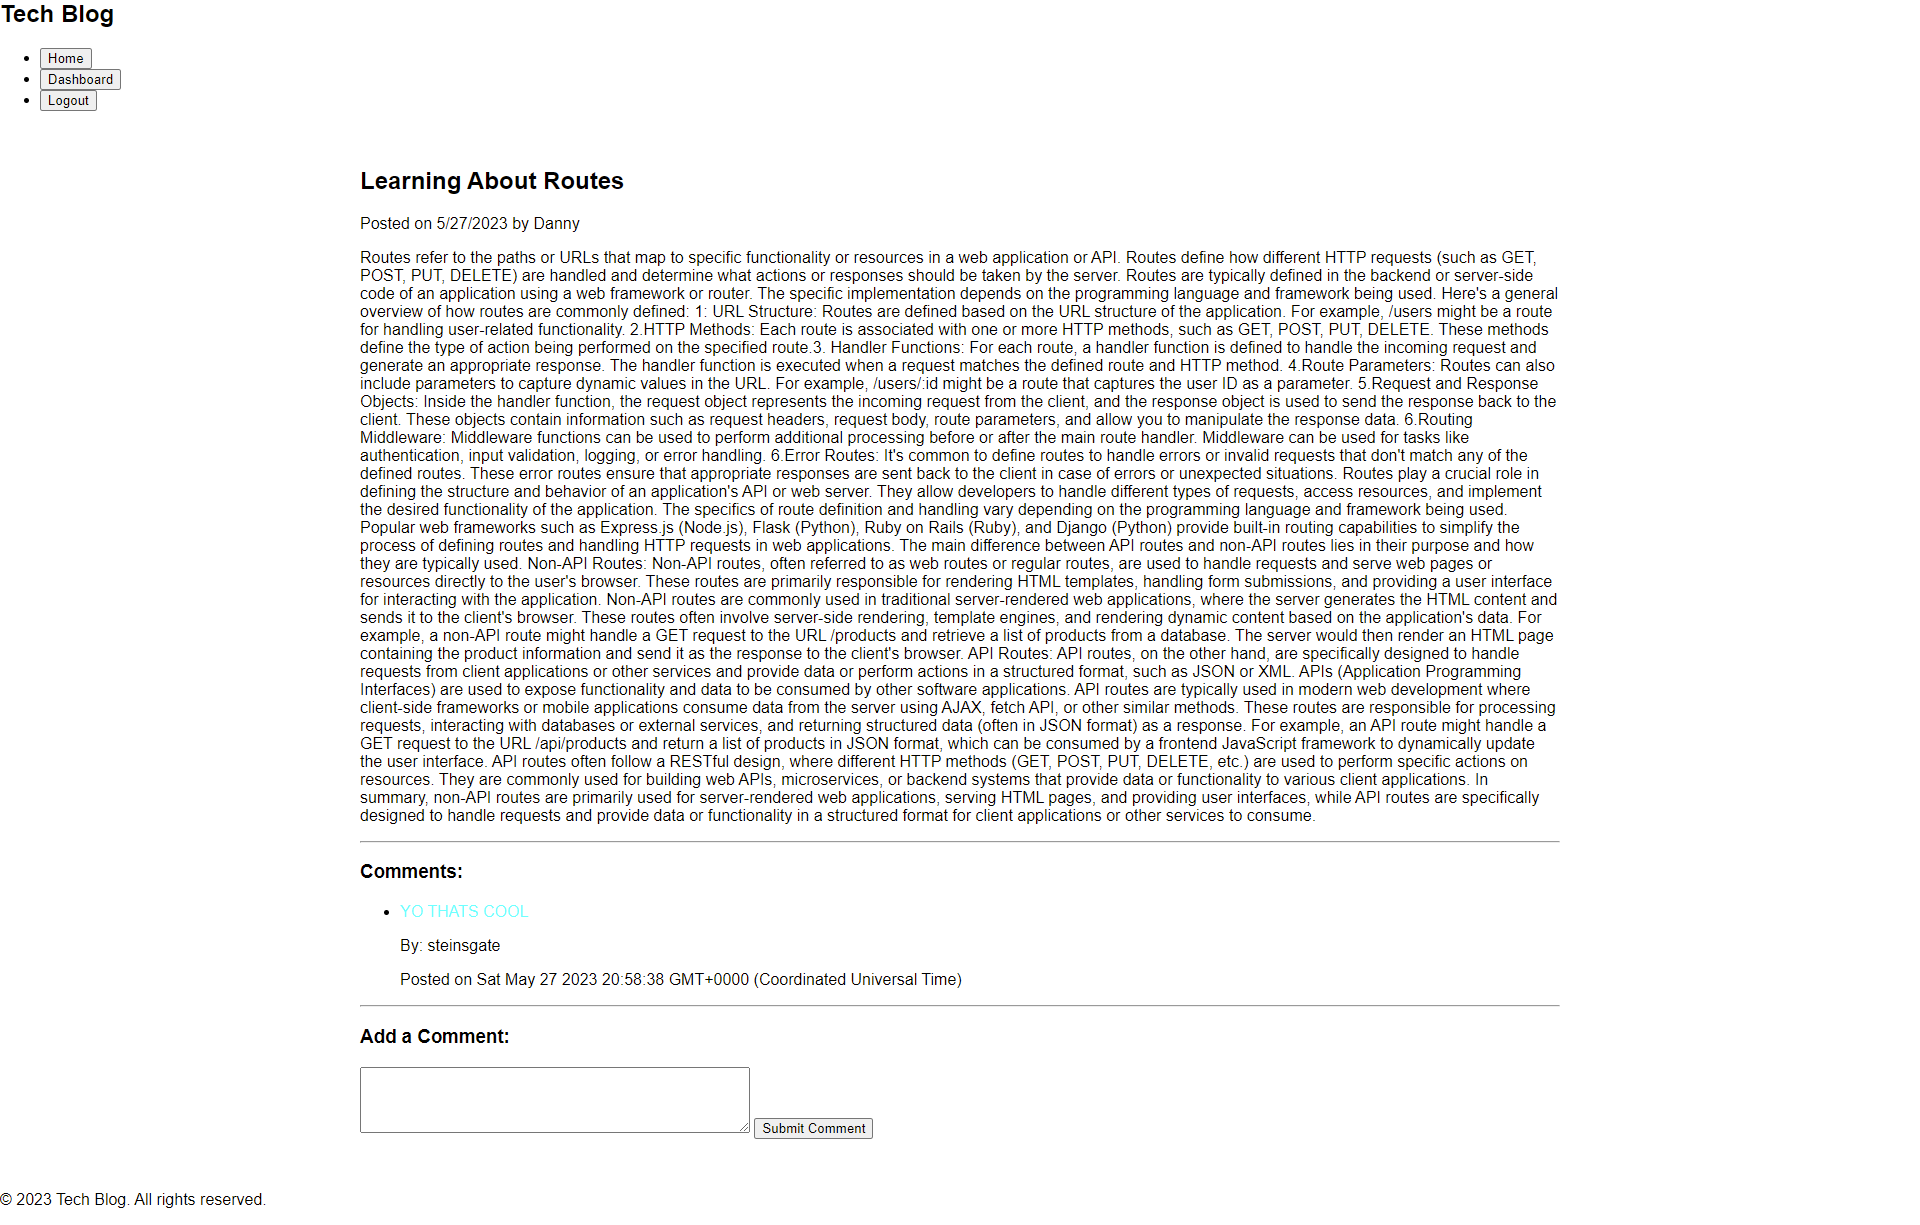 Tech Blog
Home
Dashboard
Logout
Learning About Routes
Posted on 5/27/2023 by Danny
Routes refer to the paths or URLs that map to specific functionality or resources in a web application or API. Routes define how different HTTP requests (such as GET,
POST, PUT, DELETE) are handled and determine what actions or responses should be taken by the server. Routes are typically defined in the backend or server-side
code of an application using a web framework or router. The specific implementation depends on the programming language and framework being used. Here's a general
overview of how routes are commonly defined: 1: URL Structure: Routes are defined based on the URL structure of the application. For example, /users might be a route
for handling user-related functionality. 2.HTTP Methods: Each route is associated with one or more HTTP methods, such as GET, POST, PUT, DELETE. These methods
define the type of action being performed on the specified route.3. Handler Functions: For each route, a handler function is defined to handle the incoming request and
generate an appropriate response. The handler function is executed when a request matches the defined route and HTTP method. 4.Route Parameters: Routes can also
include parameters to capture dynamic values in the URL. For example, /users/:id might be a route that captures the user ID as a parameter. 5.Request and Response
Objects: Inside the handler function, the request object represents the incoming request from the client, and the response object is used to send the response back to the
client. These objects contain information such as request headers, request body, route parameters, and allow you to manipulate the response data. 6.Routing
Middleware: Middleware functions can be used to perform additional processing before or after the main route handler. Middleware can be used for tasks like
authentication, input validation, logging, or error handling. 6.Error Routes: It's common to define routes to handle errors or invalid requests that don't match any of the
defined routes. These error routes ensure that appropriate responses are sent back to the client in case of errors or unexpected situations. Routes play a crucial role in
defining the structure and behavior of an application's API or web server. They allow developers to handle different types of requests, access resources, and implement
the desired functionality of the application. The specifics of route definition and handling vary depending on the programming language and framework being used.
Popular web frameworks such as Express.js (Node.js), Flask (Python), Ruby on Rails (Ruby), and Django (Python) provide built-in routing capabilities to simplify the
process of defining routes and handling HTTP requests in web applications. The main difference between API routes and non-API routes lies in their purpose and how
they are typically used. Non-API Routes: Non-API routes, often referred to as web routes or regular routes, are used to handle requests and serve web pages or
resources directly to the user's browser. These routes are primarily responsible for rendering HTML templates, handling form submissions, and providing a user interface
for interacting with the application. Non-API routes are commonly used in traditional server-rendered web applications, where the server generates the HTML content and
sends it to the client's browser. These routes often involve server-side rendering, template engines, and rendering dynamic content based on the application's data. For
example, a non-API route might handle a GET request to the URL /products and retrieve a list of products from a database. The server would then render an HTML page
containing the product information and send it as the response to the client's browser. API Routes: API routes, on the other hand, are specifically designed to handle
requests from client applications or other services and provide data or perform actions in a structured format, such as JSON or XML. APIs (Application Programming
Interfaces) are used to expose functionality and data to be consumed by other software applications. API routes are typically used in modern web development where
client-side frameworks or mobile applications consume data from the server using AJAX, fetch API, or other similar methods. These routes are responsible for processing
requests, interacting with databases or external services, and returning structured data (often in JSON format) as a response. For example, an API route might handle a
GET request to the URL /api/products and return a list of products in JSON format, which can be consumed by a frontend JavaScript framework to dynamically update
the user interface. API routes often follow a RESTful design, where different HTTP methods (GET, POST, PUT, DELETE, etc.) are used to perform specific actions on
resources. They are commonly used for building web APIs, microservices, or backend systems that provide data or functionality to various client applications. In
summary, non-API routes are primarily used for server-rendered web applications, serving HTML pages, and providing user interfaces, while API routes are specifically
designed to handle requests and provide data or functionality in a structured format for client applications or other services to consume.
Comments:
YO THATS COOL
By: steinsgate
Posted on Sat May 27 2023 20:58:38 GMT+0000 (Coordinated Universal Time)
Add a Comment:
Submit Comment
© 2023 Tech Blog. All rights reserved.